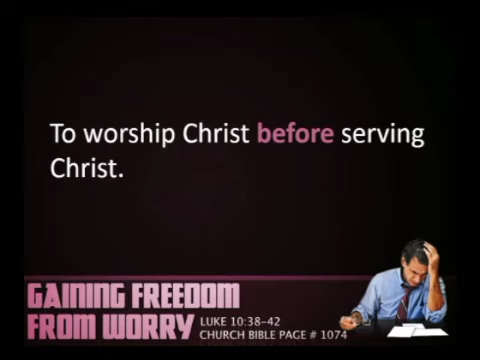 To worship Christ before serving
Christ.
GAINING FREEDOM
FROM WORRY
LUKE 10:38-42
CHURCH BIBLE PAGE # 1074